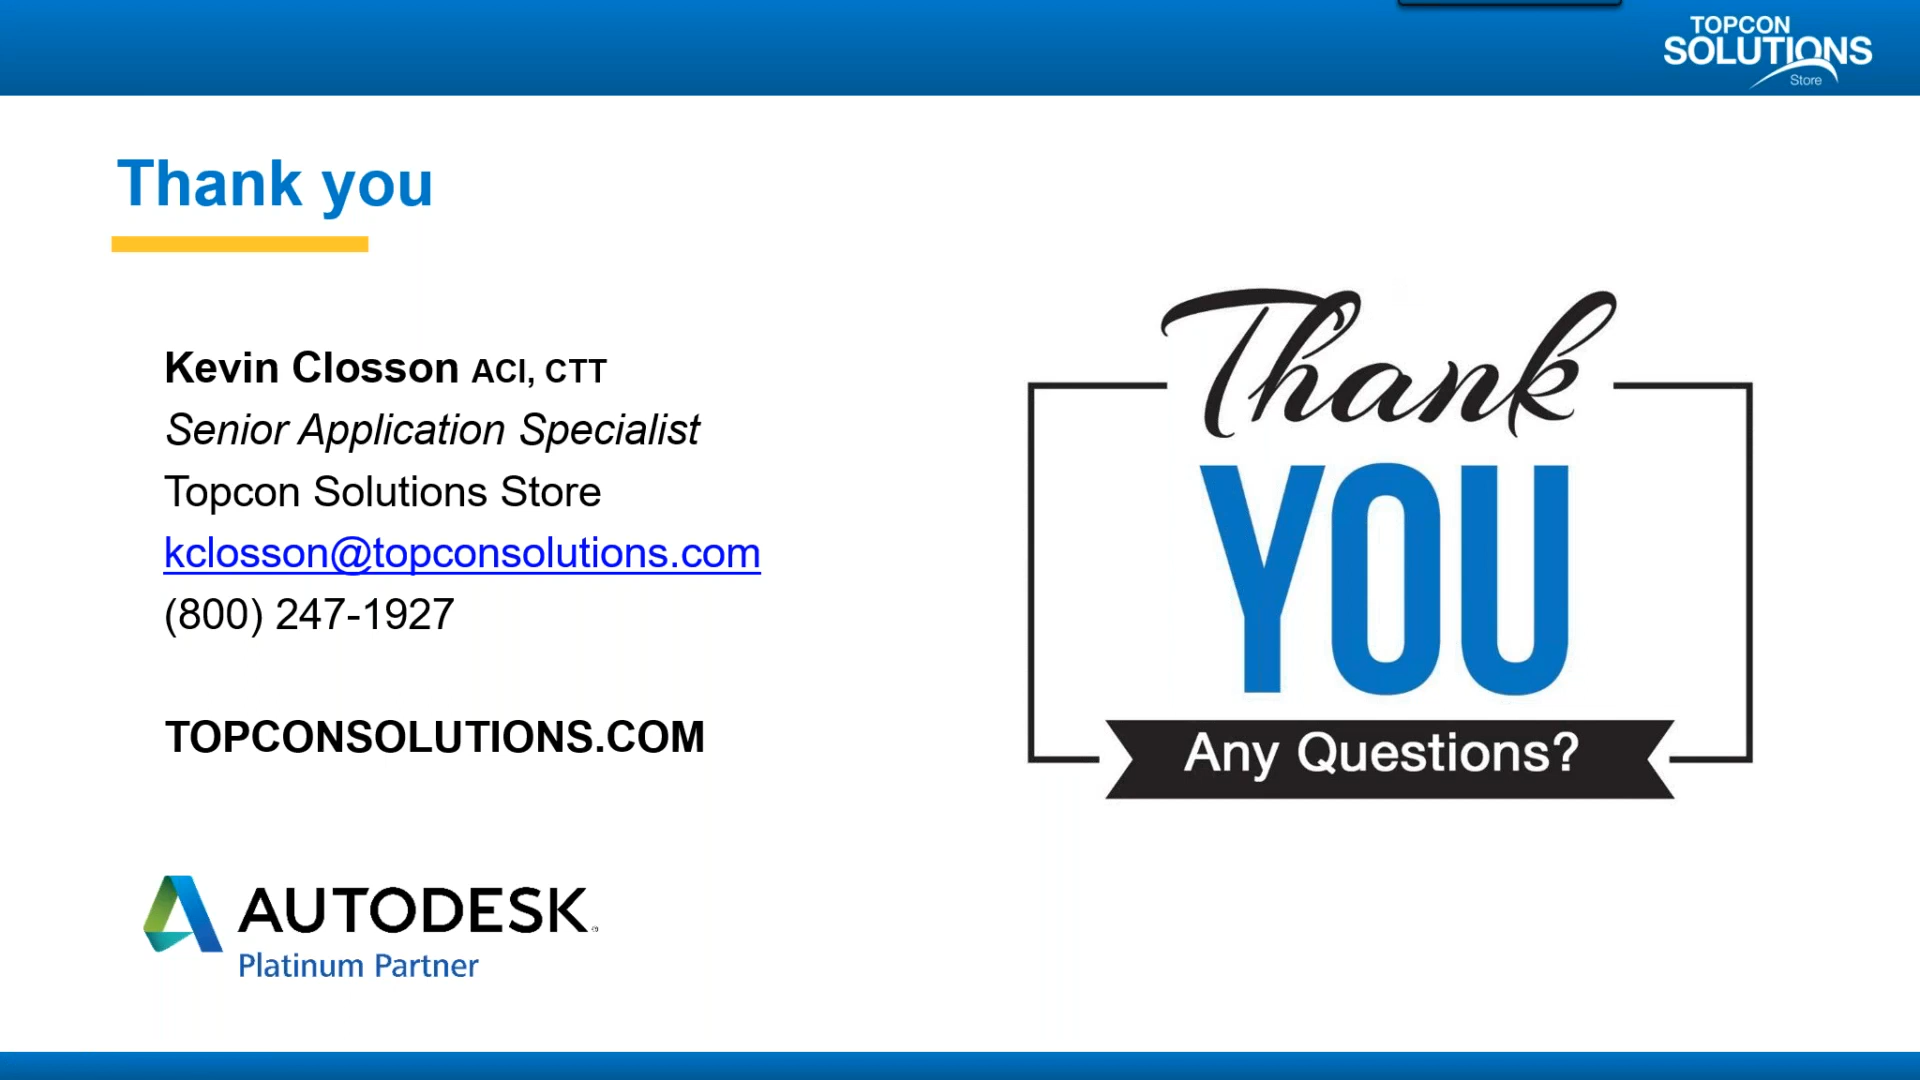 TOPCON
SOLUTIONS
Store
Thank you
Kevin Closson ACI, CTT
Senior Application Specialist
Topcon Solutions Store
kclosson@topconsolutions.com
(800) 247-1927
TOPCONSOLUTIONS.COM
Thank
YOU
Any Questions?
AUTODESK
Platinum Partner